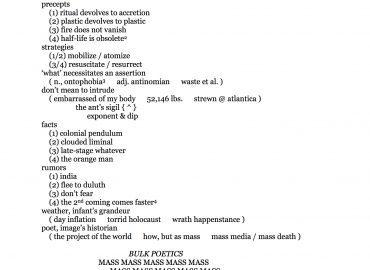 precepts
(1) ritual devolves to accretion
(2) plastic devolves to plastic
(3) fire does not vanish
(4) half-life is obsolete²
strategies
(1/2) mobilize / atomize
(3/4) resuscitate / resurrect
‘what’ necessitates an assertion
( n., ontophobia³ adj. antinomian waste et al. )
don't mean to intrude
( embarrassed of my body 52,146 lbs. strewn @ atlantica )
the ant's sigil { ^ }
exponent & dip
facts
(1) colonial pendulum
(2) clouded liminal
(3) late-stage whatever
(4) the orange man
rumors
(1) india
(2) flee to duluth
(3) don't fear
(4) the 2nd coming comes faster⁴
weather, infant's grandeur
( day inflation torrid holocaust wrath happenstance )
poet, image's historian
( the project of the world how, but as mass mass media / mass death )
BULK POETICS
MASS MASS MASS MASS
MASS MASS MASS MASS MASS